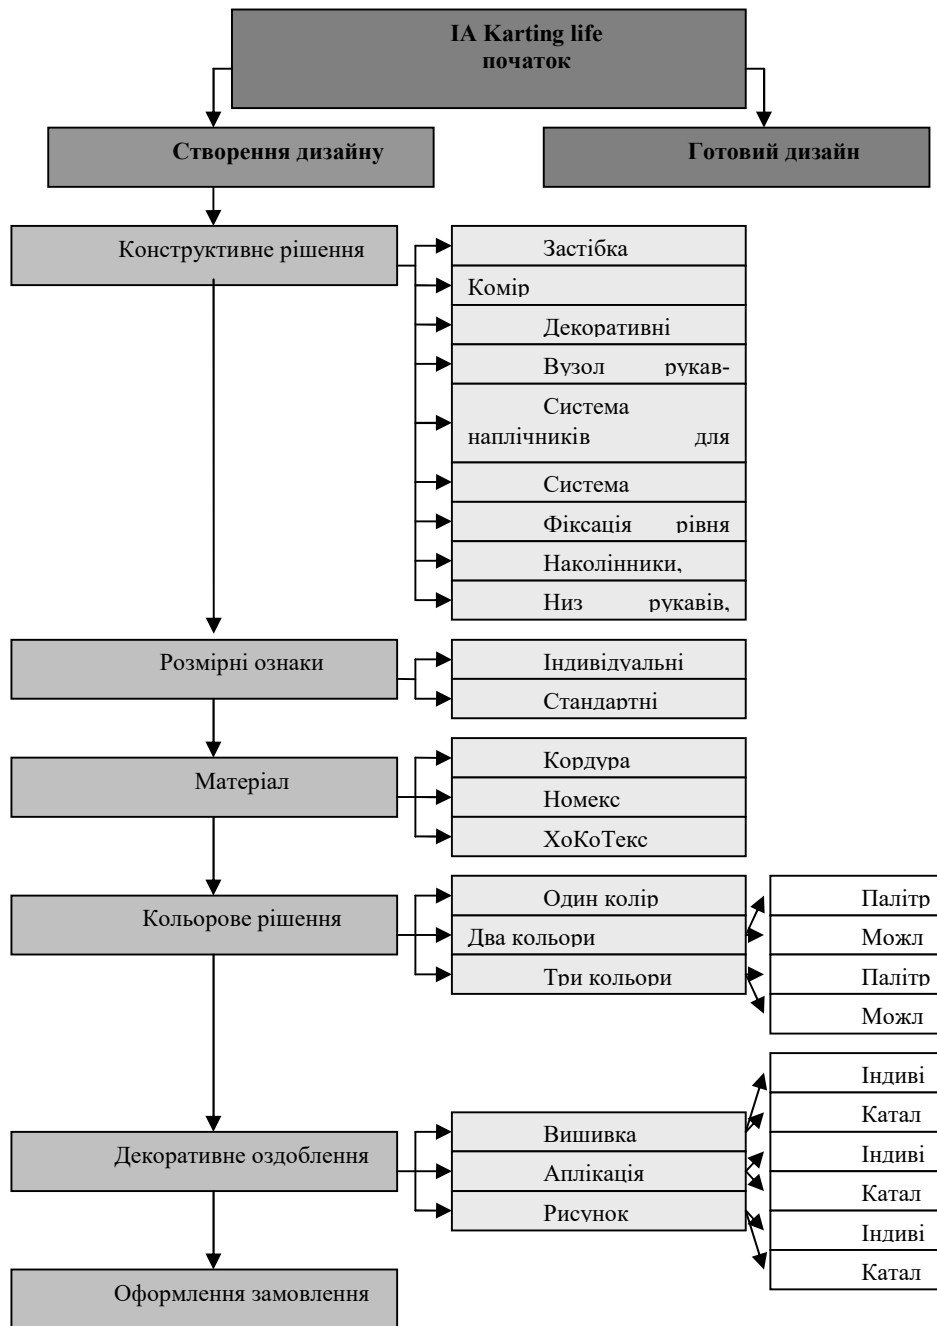 IA Karting life
початок
Створення дизайну
Готовий дизайн
Конструктивне рішення
Застібка
Комір
Декоративні
Вузол рукав-
Система
наплічників для
Система
Фіксація рівня
Наколінники,
Низ рукавів,
Розмірні ознаки
Індивідуальні
Стандартні
Матеріал
Кордура
Номекс
ХоКоТекс
Кольорове рішення
Один колір
Два кольори
Три кольори
Палітр
Можл
Палітр
Можл
Декоративне оздоблення
Вишивка
Аплікація
Рисунок
Індиві
Катал
Індиві
Катал
Індиві
Катал
Оформлення замовлення